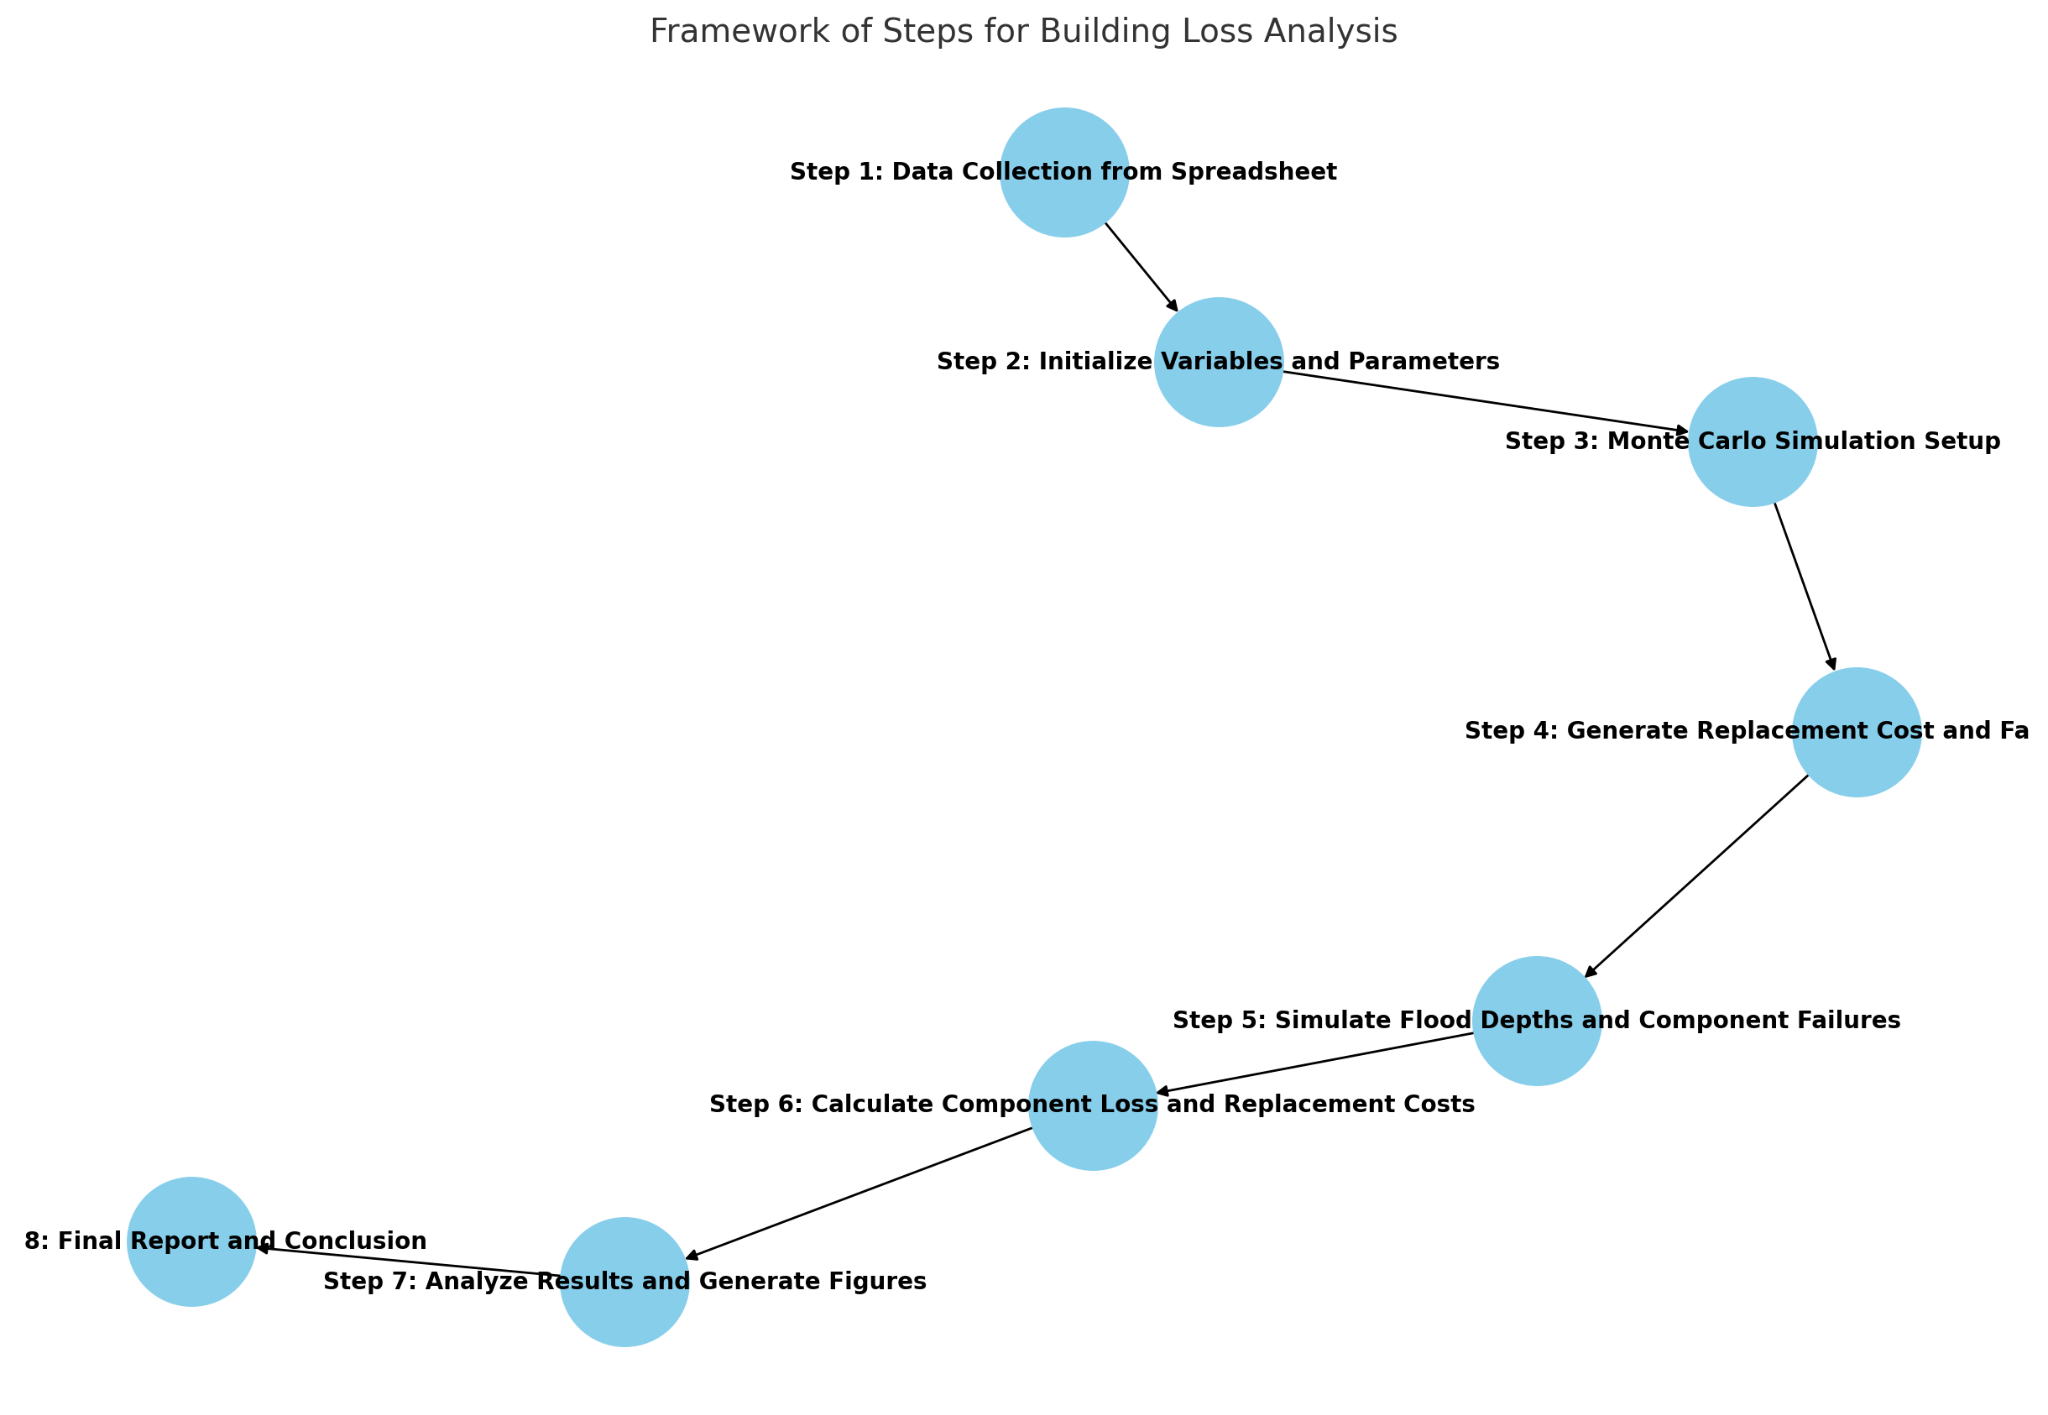 Framework of Steps for Building Loss Analysis
Step 1: Data Collection from Spreadsheet
Step 2: Initialize Variables and Parameters
Step 3: Monte Carlo Simulation Setup
Step 4: Generate Replacement Cost and Fa
Step 5: Simulate Flood Depths and Component Failures
Step 6: Calculate Component Loss and Replacement Costs
Step 7: Analyze Results and Generate Figures
8: Final Report and Conclusion